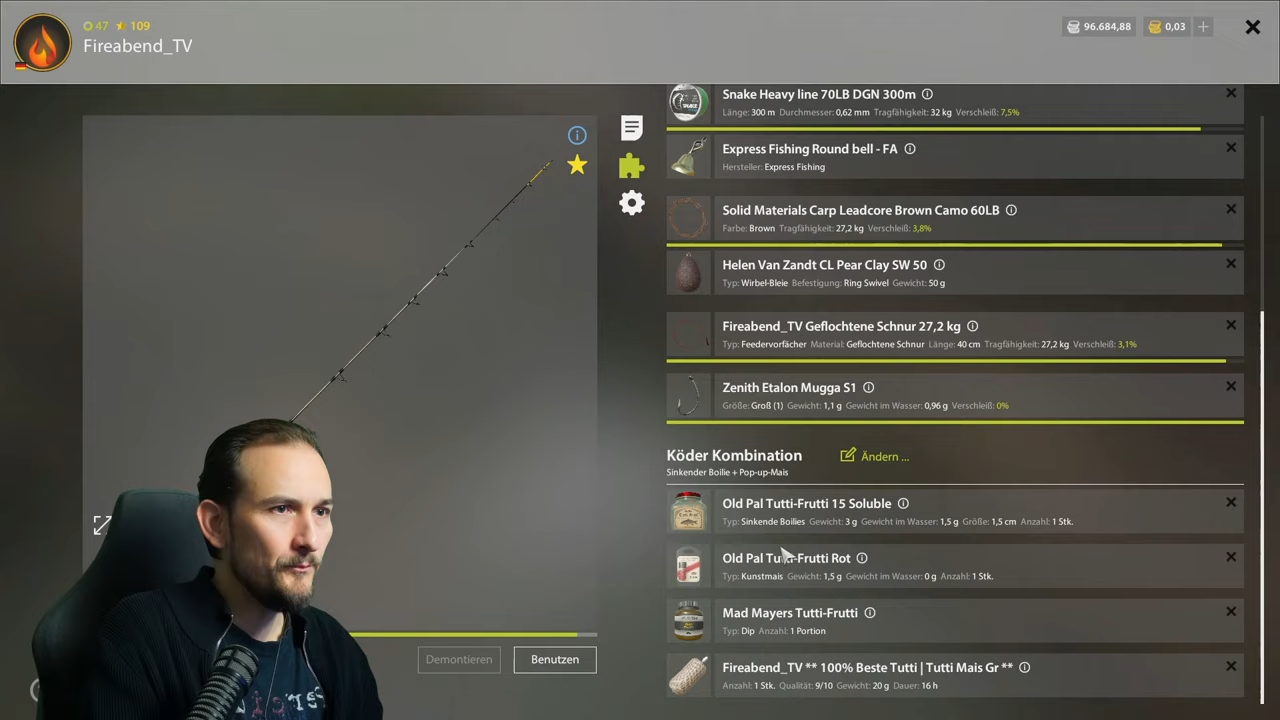 47 109
Fireabend_TV
96.684,88 0,03
Snake Heavy line 70LB DGN 300m
Länge: 300 m Durchmesser: 0,62 mm Tragfähigkeit: 32 kg Verschleiß: 7,5%
Express Fishing Round bell - FA
Hersteller: Express Fishing
Solid Materials Carp Leadcore Brown Camo 60LB
Farbe: Brown Tragfähigkeit: 27,2 kg Verschleiß: 3,8%
Helen Van Zandt CL Pear Clay SW 50
Typ: Wirbel-Bleie Befestigung: Ring Swivel Gewicht: 50 g
Fireabend_TV Geflochtene Schnur 27,2 kg
Typ: Feedervorfächer Material: Geflochtene Schnur Länge: 40 cm Tragfähigkeit: 27,2 kg Verschleiß: 3,1%
Zenith Etalon Mugga S1
Größe: Groß (1) Gewicht: 1,1 g Gewicht im Wasser: 0,96 g Verschleiß: 0%
Köder Kombination Ändern ...
Sinkender Boilie + Pop-up-Mais
Old Pal Tutti-Frutti 15 Soluble
Typ: Sinkende Boilies Gewicht: 3 g Gewicht im Wasser: 1,5 g Größe: 1,5 cm Anzahl: 1 Stk.
Old Pal Tutti-Frutti Rot
Typ: Kunstmais Gewicht: 1,5 g Gewicht im Wasser: 0 g Anzahl: 1 Stk.
Mad Mayers Tutti-Frutti
Typ: Dip Anzahl: 1 Portion
Fireabend_TV ** 100% Beste Tutti | Tutti Mais Gr **
Anzahl: 1 Stk. Qualität: 9/10 Gewicht: 20 g Dauer: 16 h
Demontieren Benutzen